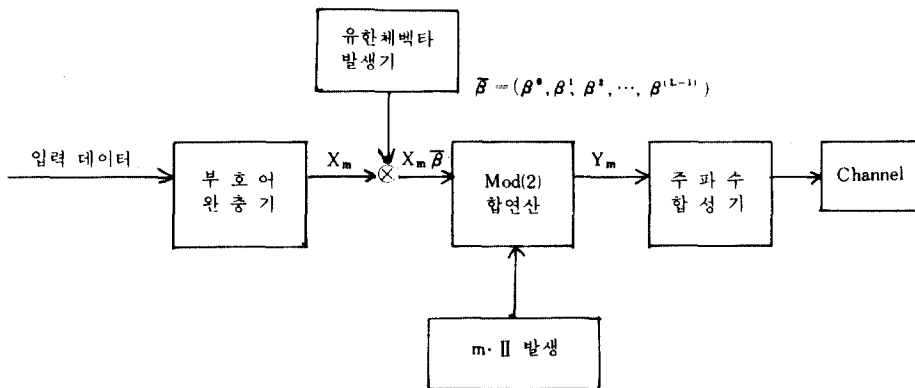 유한체벡타
발생기
β̅ = (β⁰, β¹, β², ⋯, β⁽ᴸ⁻¹⁾)
입력 데이터
부 호 어
완 충 기
Xₘ
⊗
Xₘ β̅
Mod(2)
합연산
Yₘ
주 파 수
합 성 기
Channel
m·Ⅱ 발생